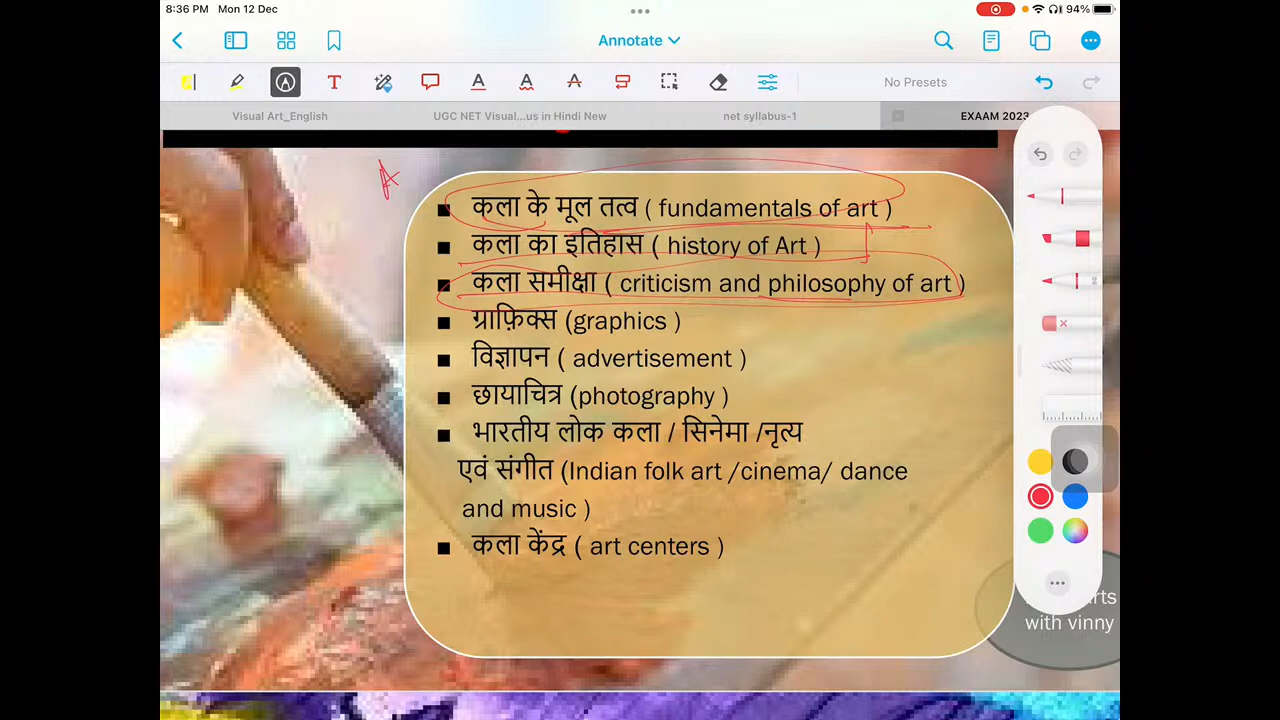 8:36 PM Mon 12 Dec
94%
Annotate
No Presets
Visual Art_English
UGC NET Visual...us in Hindi New
net syllabus-1
EXAAM 2023
A
■ कला के मूल तत्व ( fundamentals of art )
■ कला का इतिहास ( history of Art )
■ कला समीक्षा ( criticism and philosophy of art )
■ ग्राफ़िक्स (graphics )
■ विज्ञापन ( advertisement )
■ छायाचित्र (photography )
■ भारतीय लोक कला / सिनेमा /नृत्य
एवं संगीत (Indian folk art /cinema/ dance
and music )
■ कला केंद्र ( art centers )
with vinny